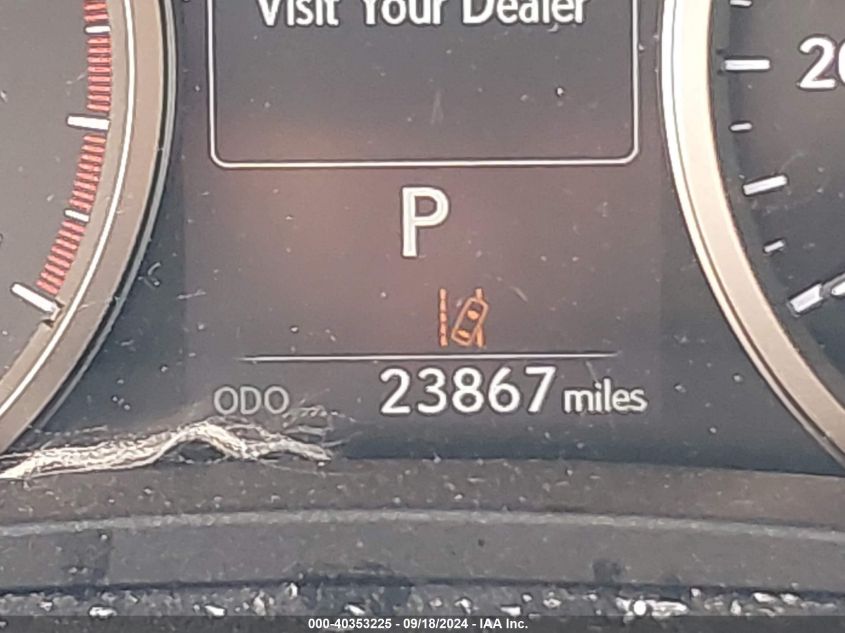 Visit Your Dealer
P
ODO 23867 miles
000-40353225 - 09/18/2024 - IAA Inc.